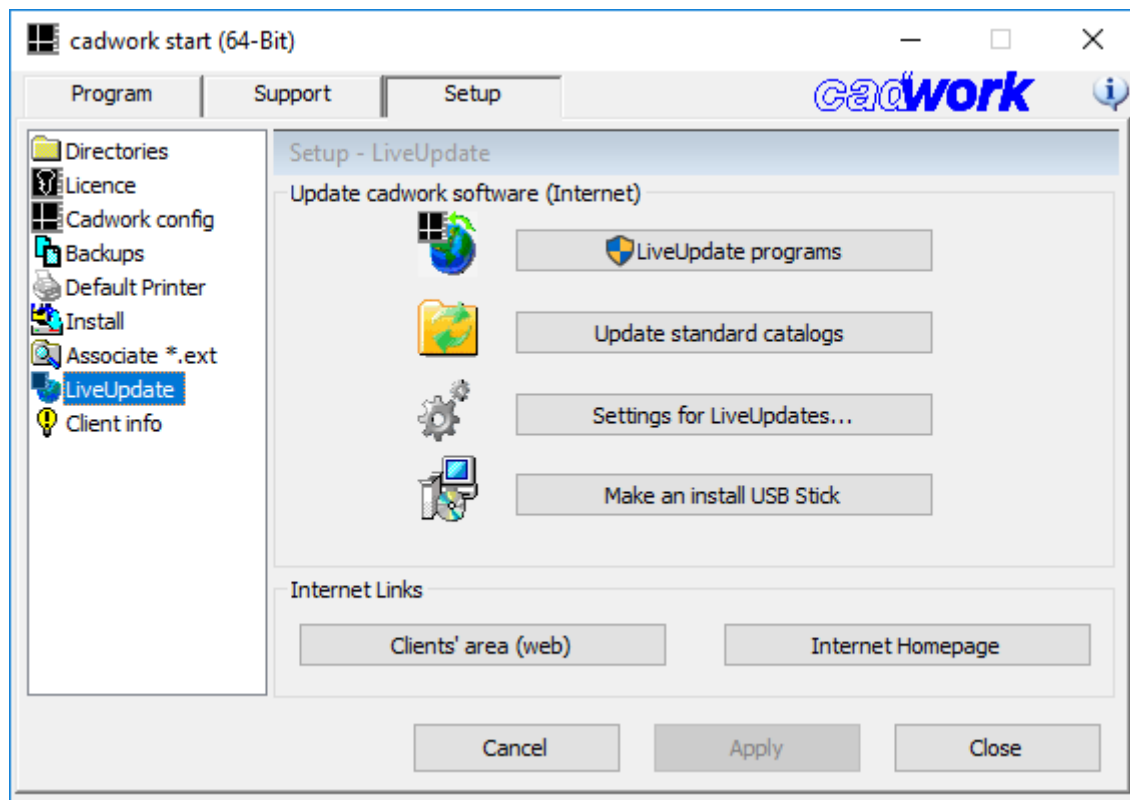 cadwork start (64-Bit)
Program
Support
Setup
cadwork
Directories
Licence
Cadwork config
Backups
Default Printer
Install
Associate *.ext
LiveUpdate
Client info
Setup - LiveUpdate
Update cadwork software (Internet)
LiveUpdate programs
Update standard catalogs
Settings for LiveUpdates...
Make an install USB Stick
Internet Links
Clients' area (web)
Internet Homepage
Cancel
Apply
Close